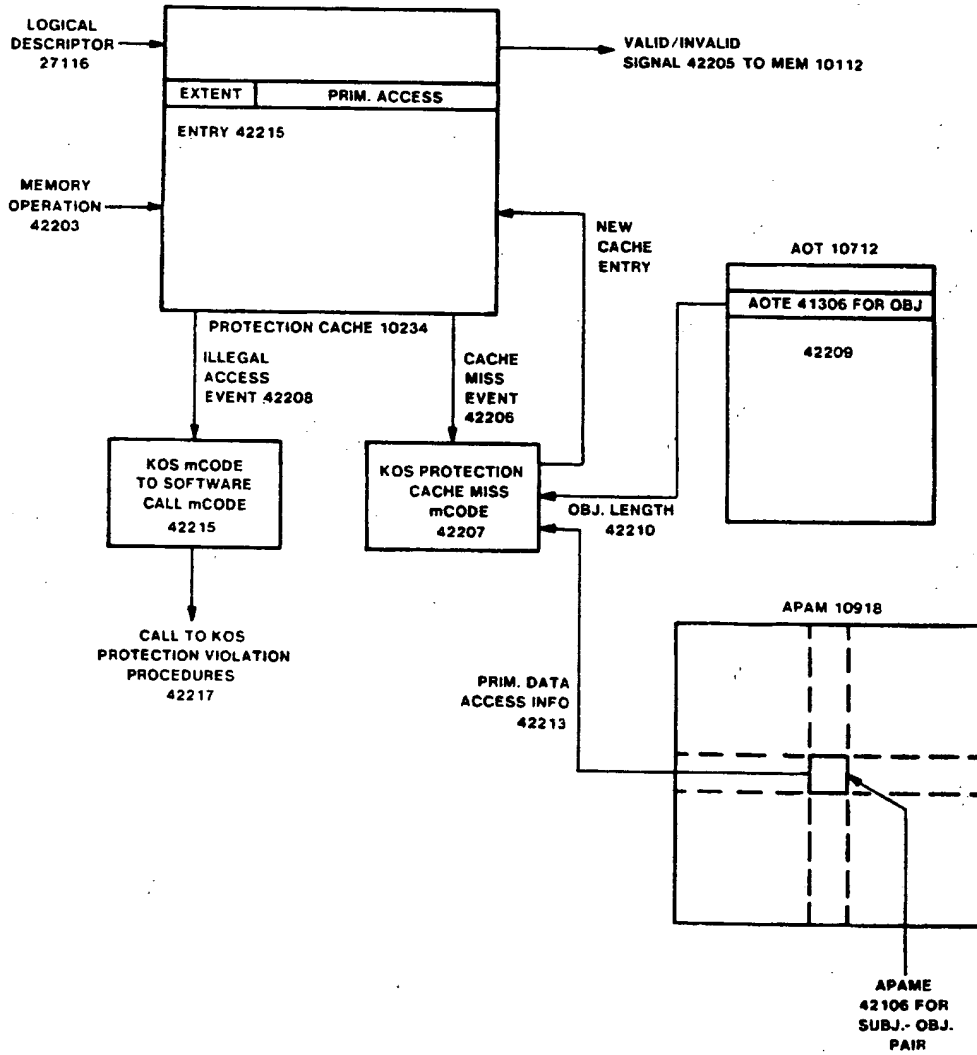 LOGICAL
DESCRIPTOR
27116
VALID/INVALID
SIGNAL 42205 TO MEM 10112
EXTENT
PRIM. ACCESS
ENTRY 42215
MEMORY
OPERATION
42203
NEW
CACHE
ENTRY
AOT 10712
AOTE 41306 FOR OBJ
42209
PROTECTION CACHE 10234
ILLEGAL
ACCESS
EVENT 42208
CACHE
MISS
EVENT
42206
KOS mCODE
TO SOFTWARE
CALL mCODE
42215
KOS PROTECTION
CACHE MISS
mCODE
42207
OBJ. LENGTH
42210
CALL TO KOS
PROTECTION VIOLATION
PROCEDURES
42217
APAM 10918
PRIM. DATA
ACCESS INFO
42213
APAME
42106 FOR
SUBJ.- OBJ.
PAIR